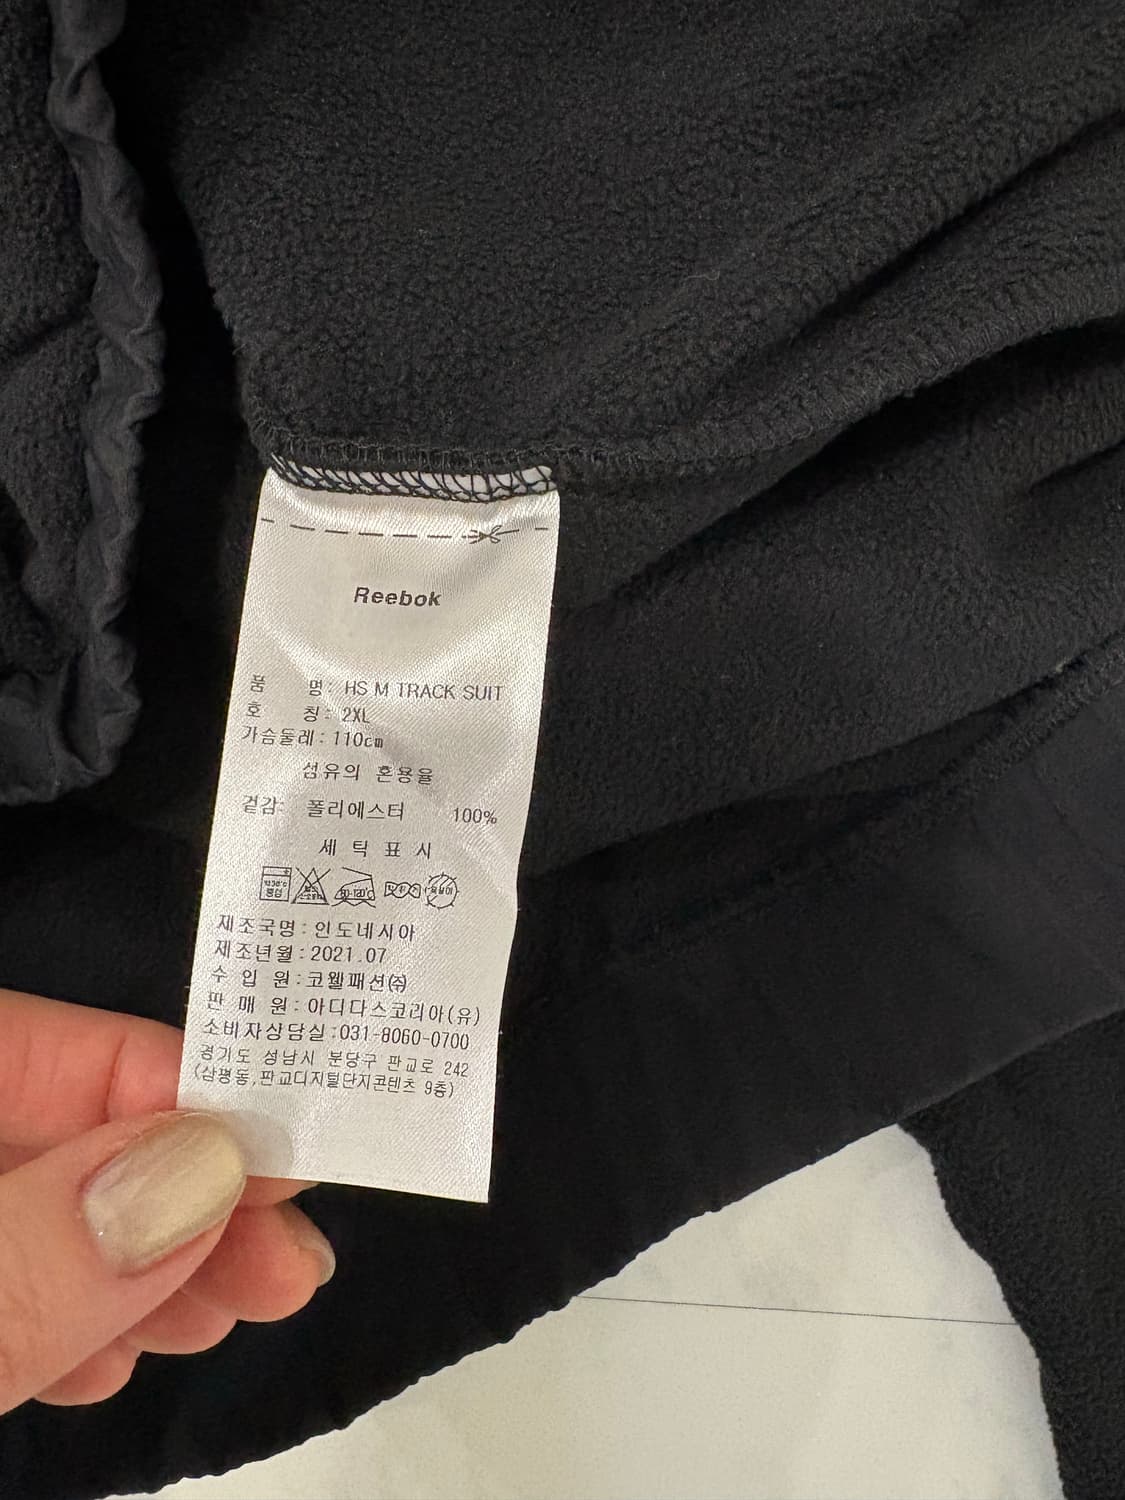 Reebok
품 명: HS M TRACK SUIT
호 칭: 2XL
가슴둘레: 110cm
섬유의 혼용율
겉감: 폴리에스터 100%
세 탁 표 시
제조국명: 인도네시아
제조년월: 2021.07
수 입 원: 코웰패션㈜
판 매 원: 아디다스코리아(유)
소비자상담실:031-8060-0700
경기도 성남시 분당구 판교로 242
(삼평동,판교디지털단지콘텐츠 9층)